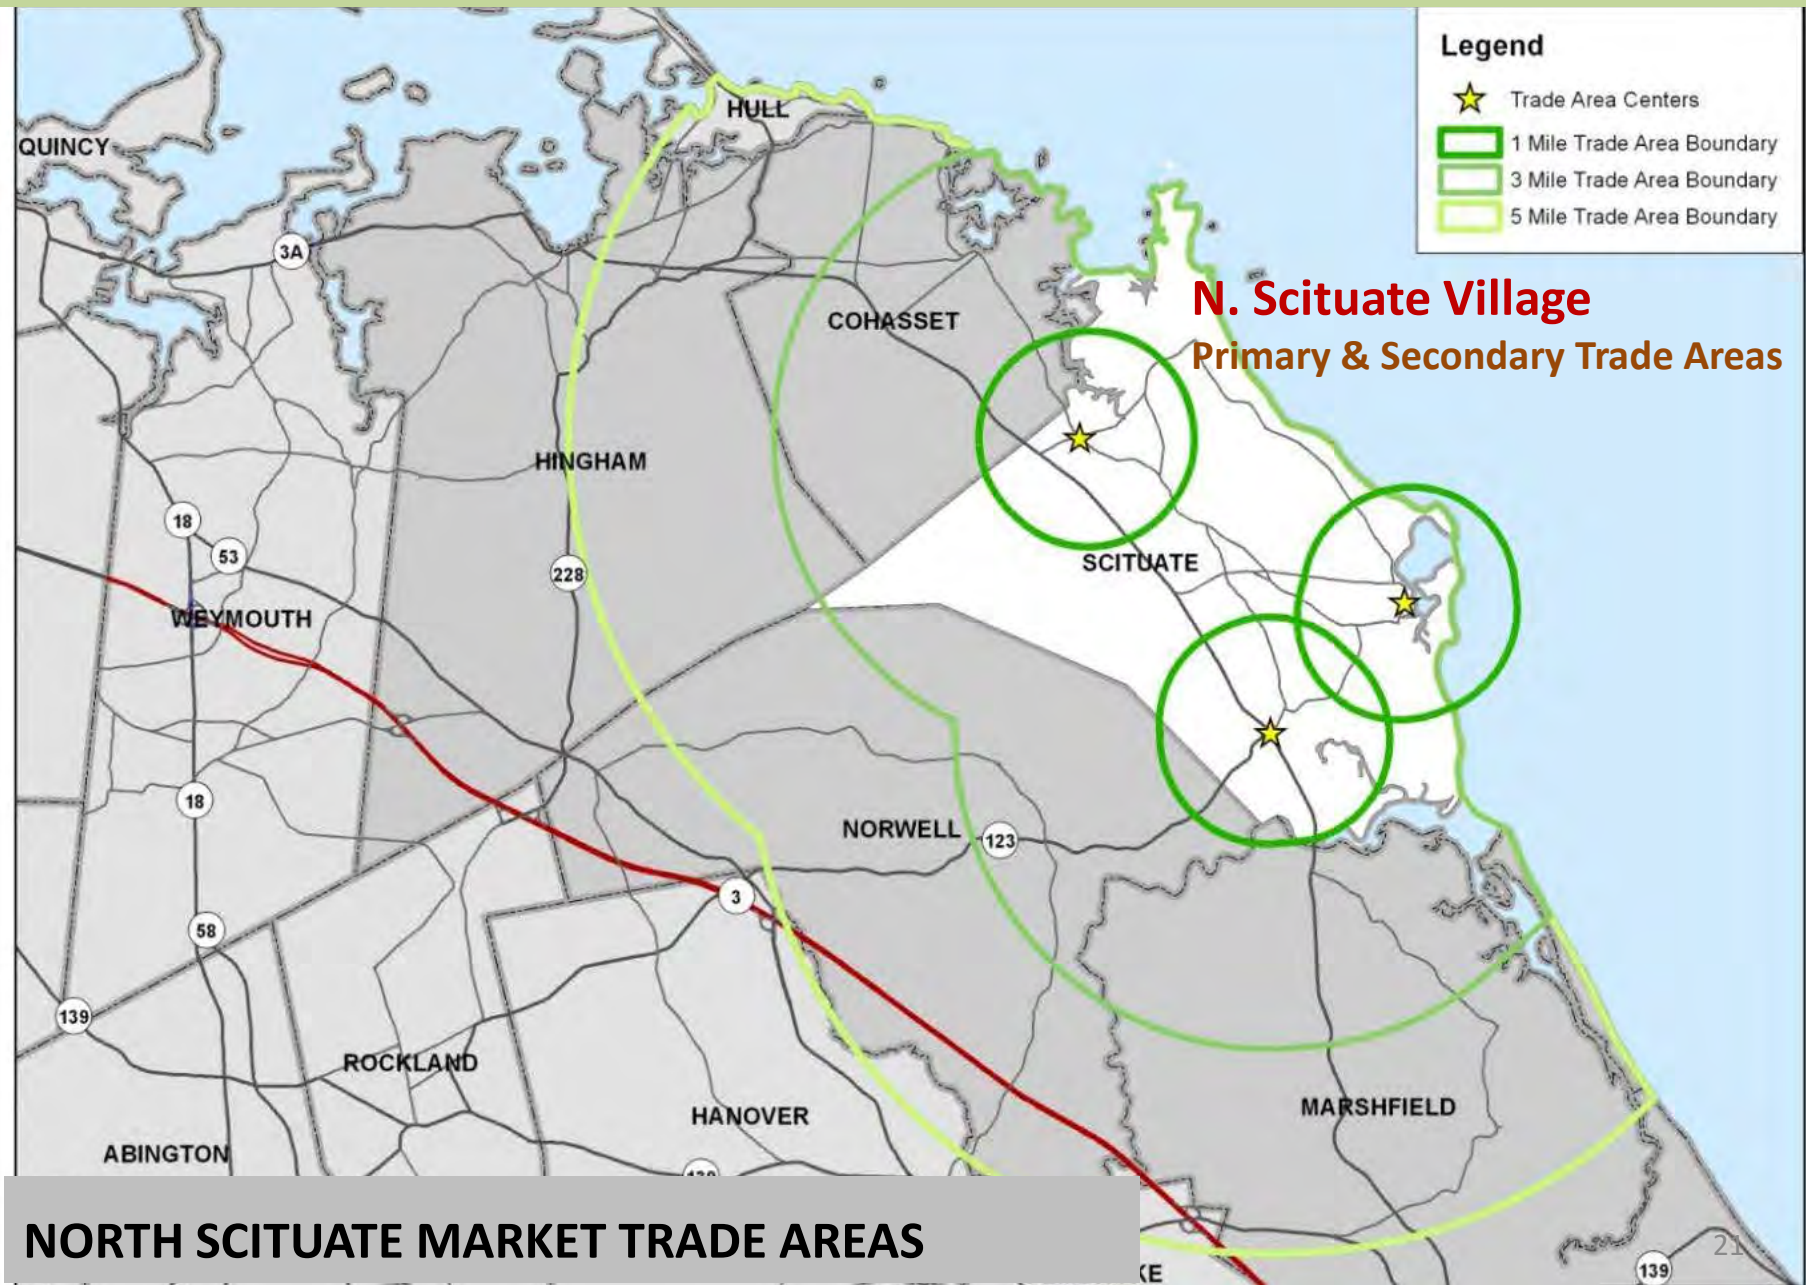 Legend
Trade Area Centers
1 Mile Trade Area Boundary
3 Mile Trade Area Boundary
5 Mile Trade Area Boundary
HULL
QUINCY
3A
N. Scituate Village
Primary & Secondary Trade Areas
COHASSET
HINGHAM
18
53
228
SCITUATE
WEYMOUTH
18
NORWELL
123
3
58
139
ROCKLAND
HANOVER
MARSHFIELD
ABINGTON
NORTH SCITUATE MARKET TRADE AREAS
21
KE
139